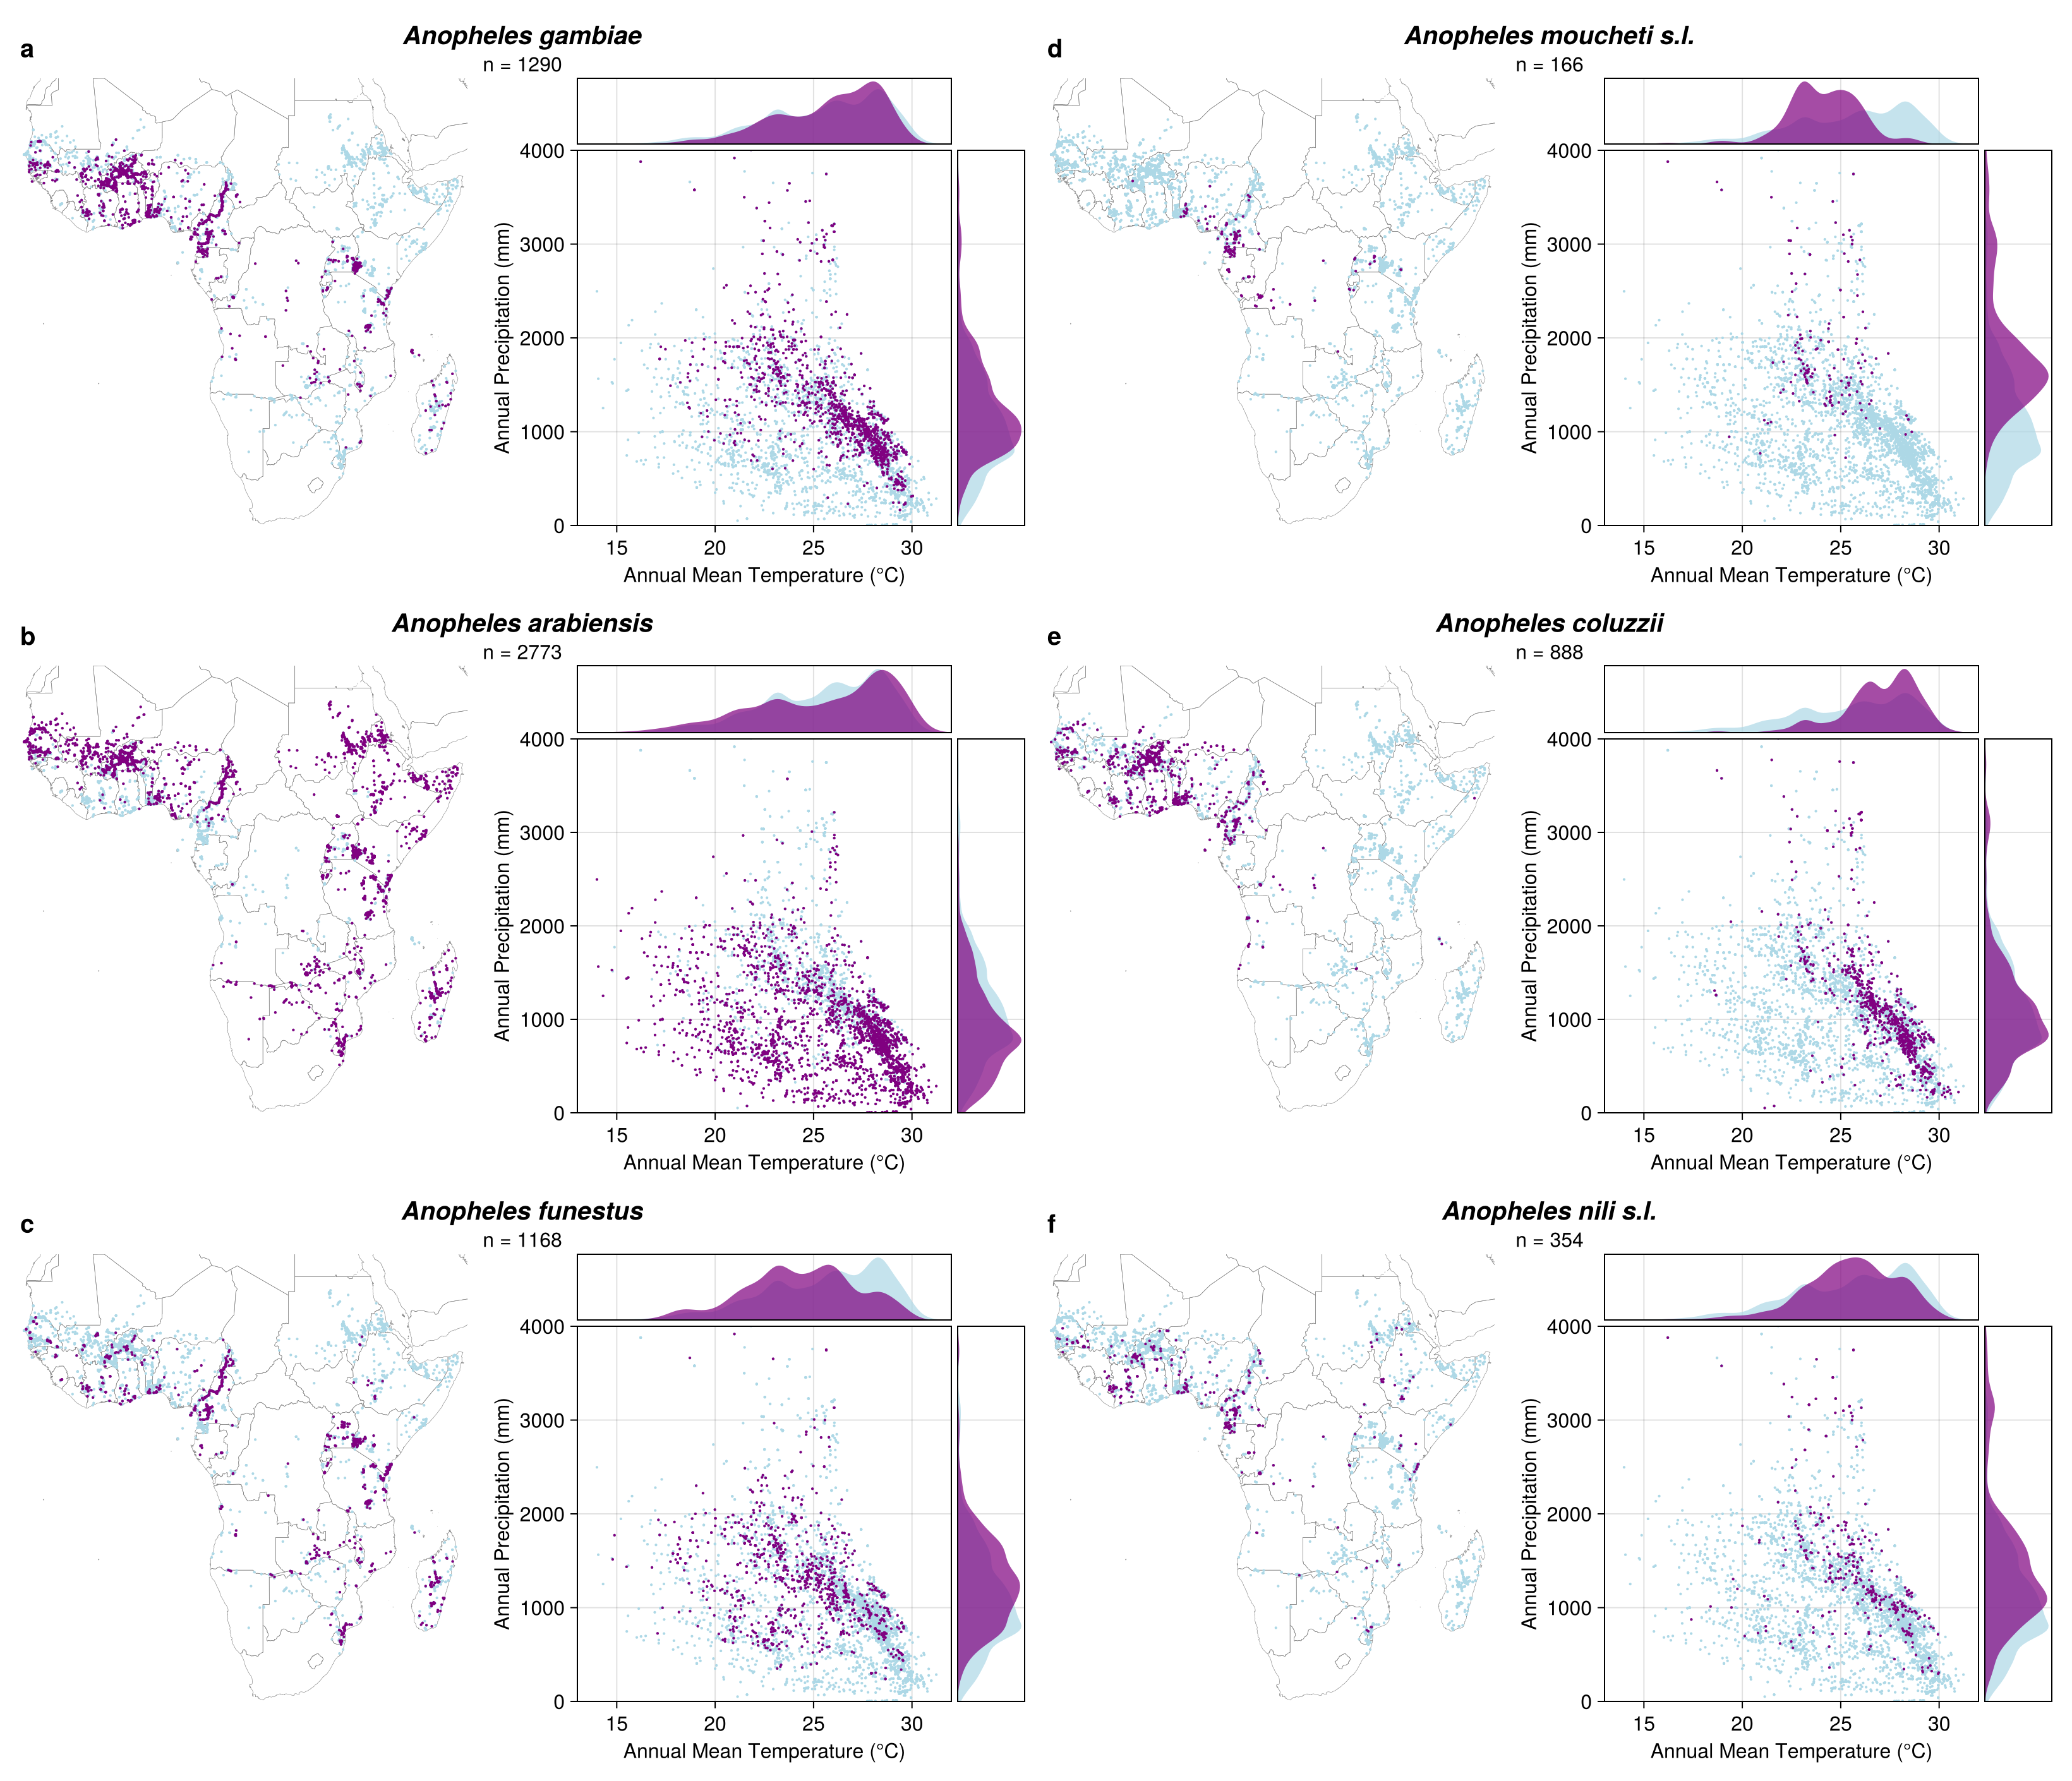 a
Anopheles gambiae
n = 1290
4000
3000
2000
1000
0
Annual Precipitation (mm)
15 20 25 30
Annual Mean Temperature (°C)
d
Anopheles moucheti s.l.
n = 166
4000
3000
2000
1000
0
Annual Precipitation (mm)
15 20 25 30
Annual Mean Temperature (°C)
b
Anopheles arabiensis
n = 2773
4000
3000
2000
1000
0
Annual Precipitation (mm)
15 20 25 30
Annual Mean Temperature (°C)
e
Anopheles coluzzii
n = 888
4000
3000
2000
1000
0
Annual Precipitation (mm)
15 20 25 30
Annual Mean Temperature (°C)
c
Anopheles funestus
n = 1168
4000
3000
2000
1000
0
Annual Precipitation (mm)
15 20 25 30
Annual Mean Temperature (°C)
f
Anopheles nili s.l.
n = 354
4000
3000
2000
1000
0
Annual Precipitation (mm)
15 20 25 30
Annual Mean Temperature (°C)